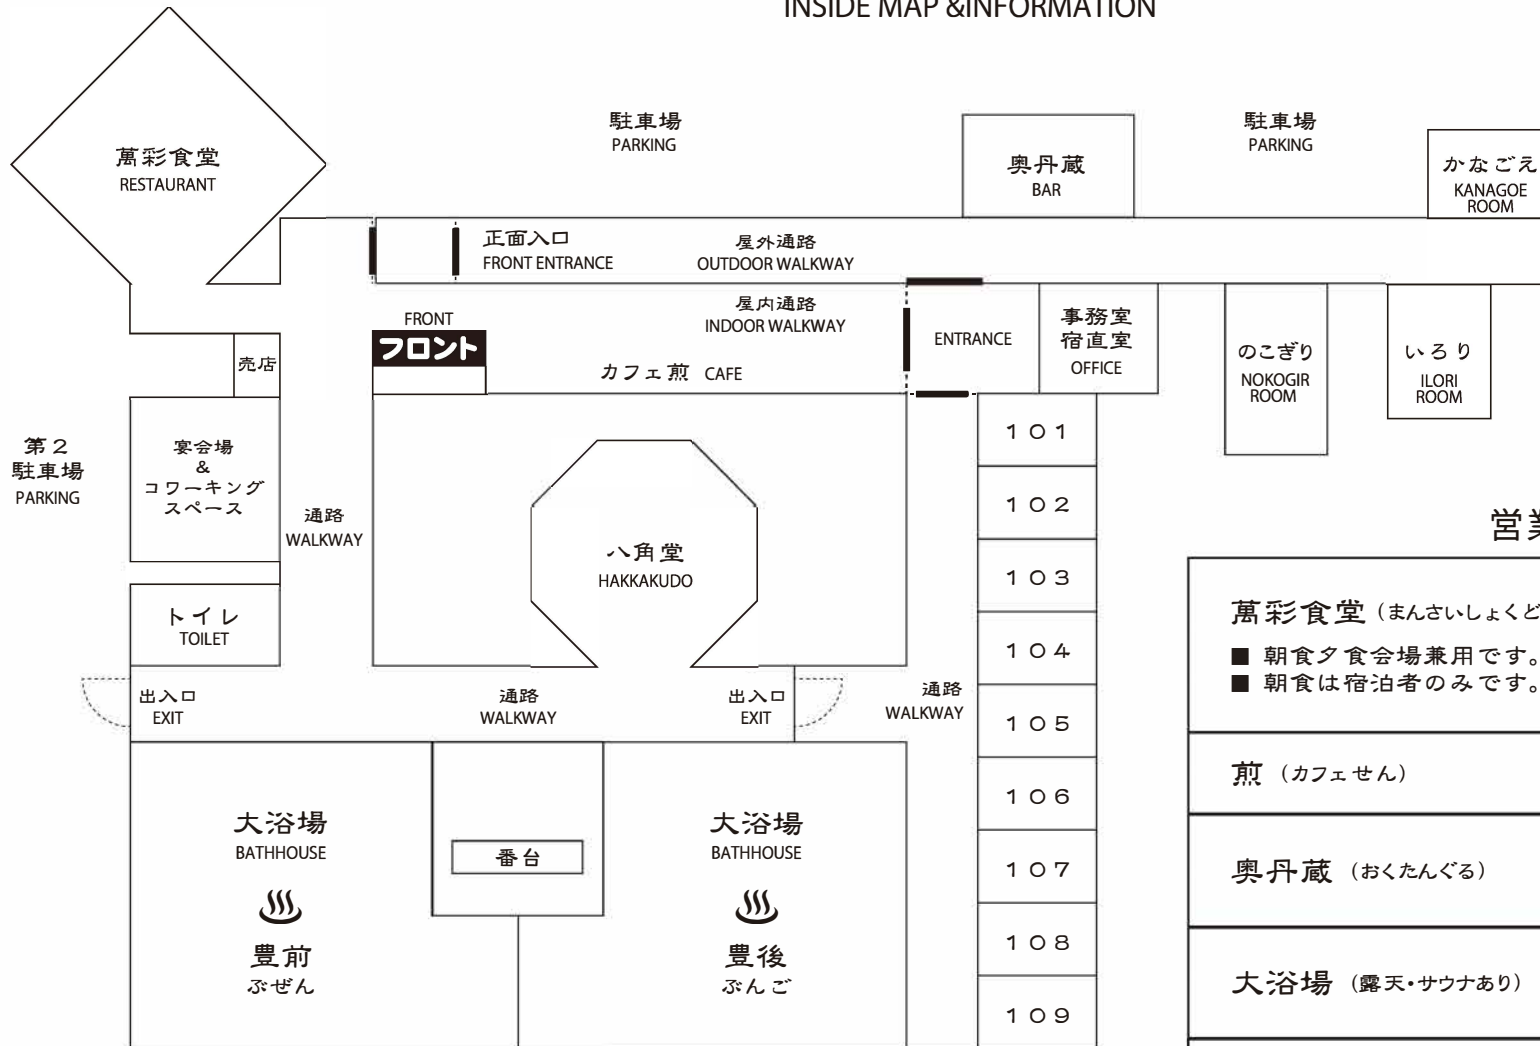 INSIDE MAP &INFORMATION
萬彩食堂
RESTAURANT
駐車場
PARKING
奥丹蔵
BAR
駐車場
PARKING
かなごえ
KANAGOE
ROOM
正面入口
FRONT ENTRANCE
屋外通路
OUTDOOR WALKWAY
屋内通路
INDOOR WALKWAY
FRONT
フロント
カフェ煎 CAFE
ENTRANCE
事務室
宿直室
OFFICE
のこぎり
NOKOGIR
ROOM
いろり
ILORI
ROOM
売店
第2
駐車場
PARKING
宴会場
&
コワーキング
スペース
通路
WALKWAY
八角堂
HAKKAKUDO
トイレ
TOILET
出入口
EXIT
通路
WALKWAY
出入口
EXIT
通路
WALKWAY
101
102
103
104
105
106
107
108
109
大浴場
BATHHOUSE
豊前
ぶぜん
番台
大浴場
BATHHOUSE
豊後
ぶんご
営業
萬彩食堂（まんさいしょくど
■ 朝食夕食会場兼用です。
■ 朝食は宿泊者のみです。
煎（カフェせん）
奥丹蔵（おくたんぐる）
大浴場（露天・サウナあり）